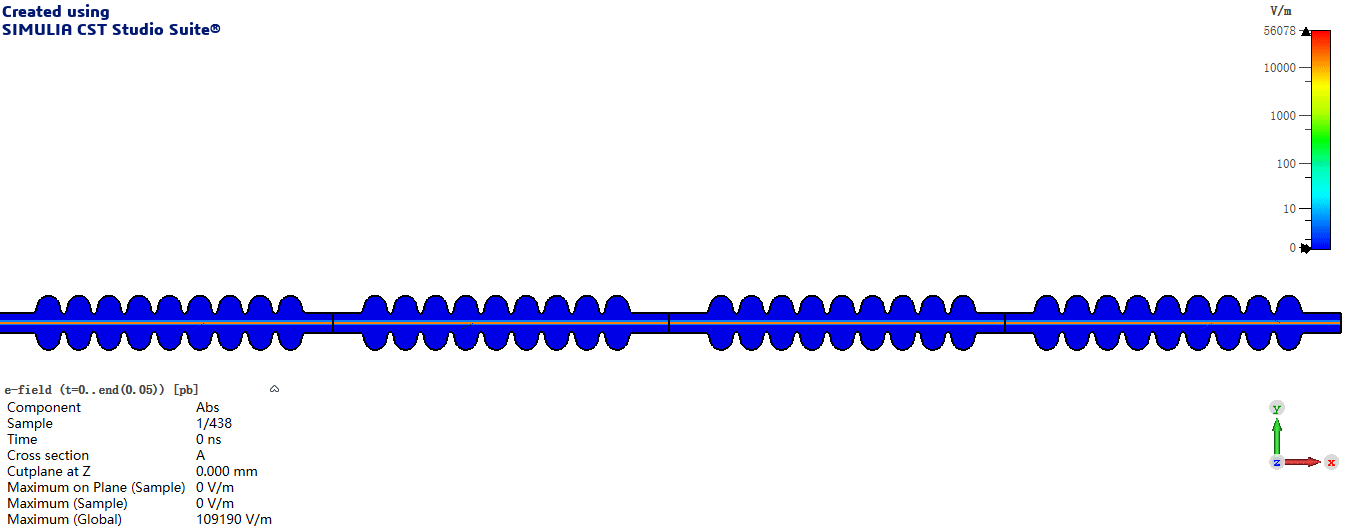 Created using
SIMULIA CST Studio Suite®
V/m
56078
10000
1000
100
10
0
e-field (t=0..end(0.05)) [pb]
Component Abs
Sample 1/438
Time 0 ns
Cross section A
Cutplane at Z 0.000 mm
Maximum on Plane (Sample) 0 V/m
Maximum (Sample) 0 V/m
Maximum (Global) 109190 V/m
y
z x